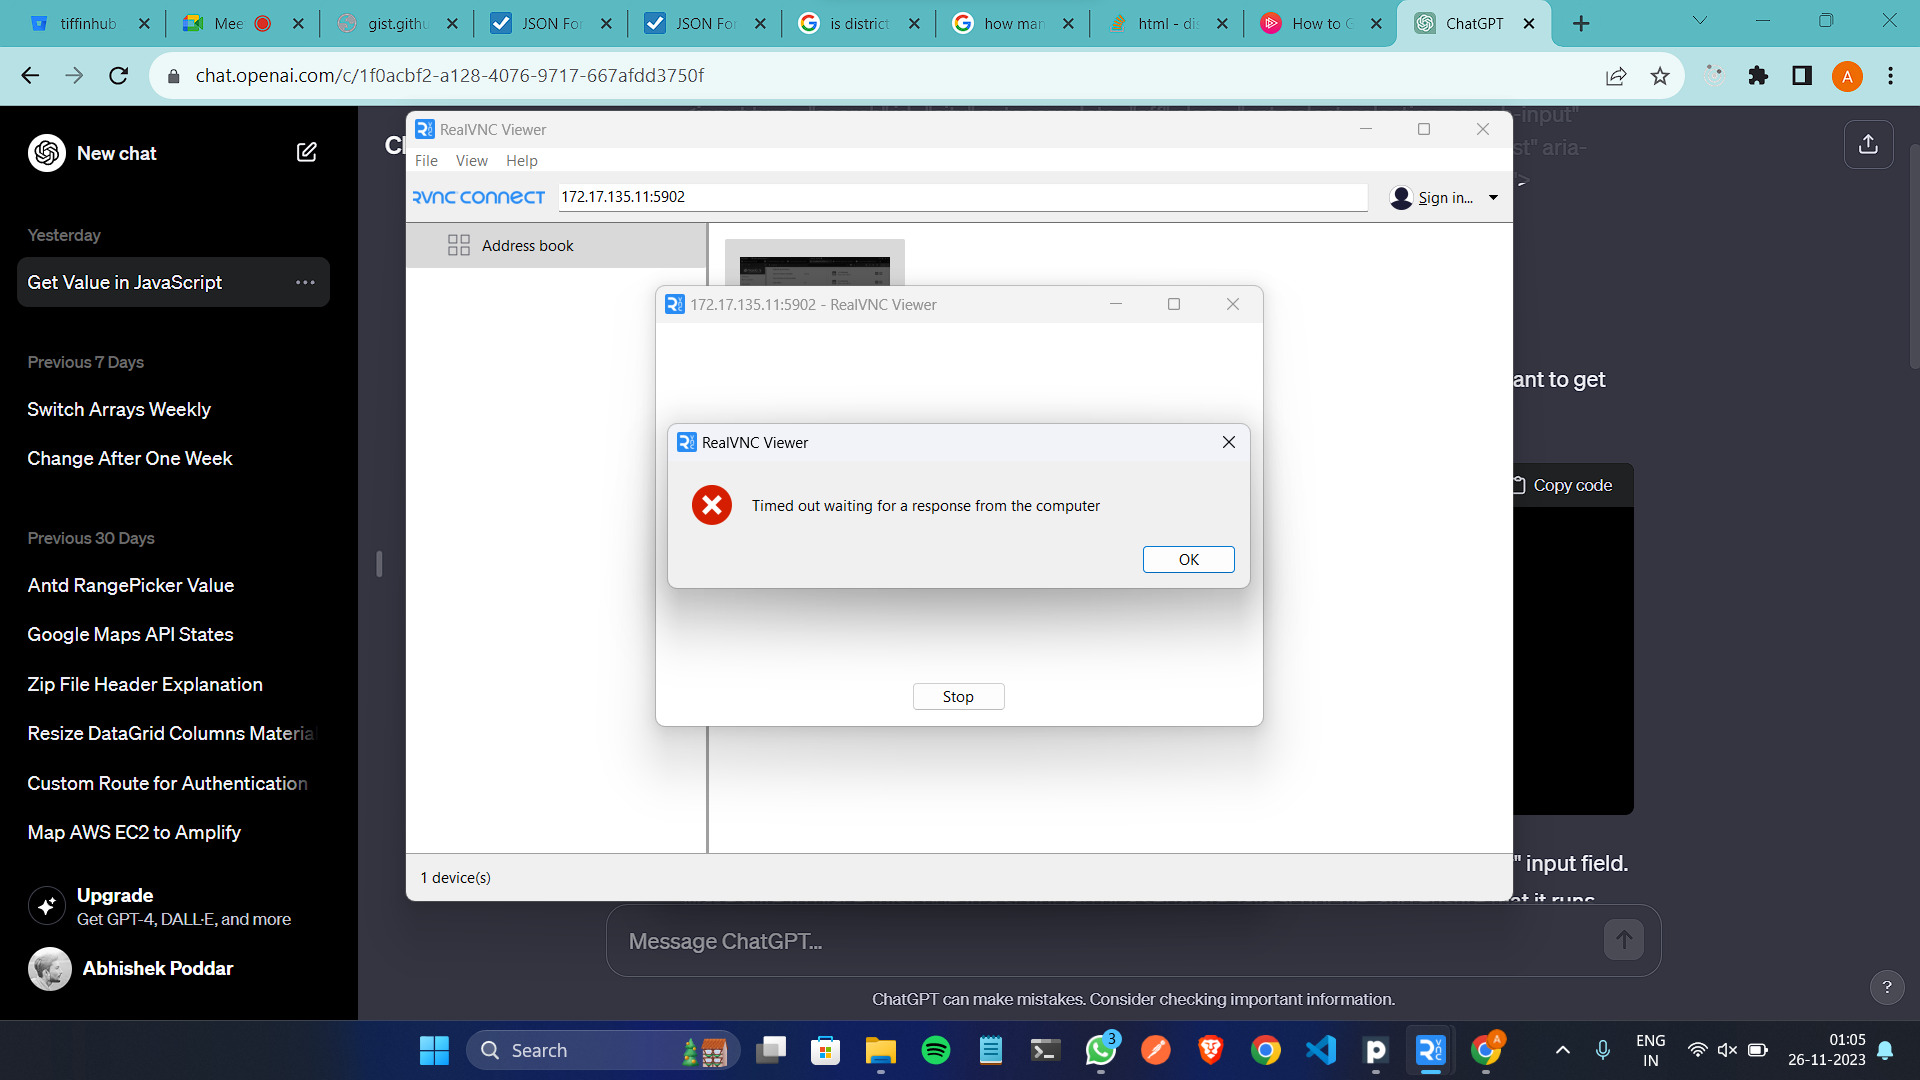 tiffinhub
Mee
gist.githu
JSON For
JSON For
is district
how man
html - dis
How to G
ChatGPT
chat.openai.com/c/1f0acbf2-a128-4076-9717-667afdd3750f
A
New chat
Yesterday
Get Value in JavaScript
Previous 7 Days
Switch Arrays Weekly
Change After One Week
Previous 30 Days
Antd RangePicker Value
Google Maps API States
Zip File Header Explanation
Resize DataGrid Columns Material
Custom Route for Authentication
Map AWS EC2 to Amplify
Upgrade
Get GPT-4, DALL·E, and more
Abhishek Poddar
-input"
st" aria-
">
ant to get
Copy code
" input field.
at it runs
RealVNC Viewer
File View Help
RVNC CONNECT
172.17.135.11:5902
Sign in...
Address book
172.17.135.11:5902 - RealVNC Viewer
RealVNC Viewer
Timed out waiting for a response from the computer
OK
Stop
1 device(s)
Message ChatGPT...
ChatGPT can make mistakes. Consider checking important information.
?
Search
3
A
ENG
IN
01:05
26-11-2023